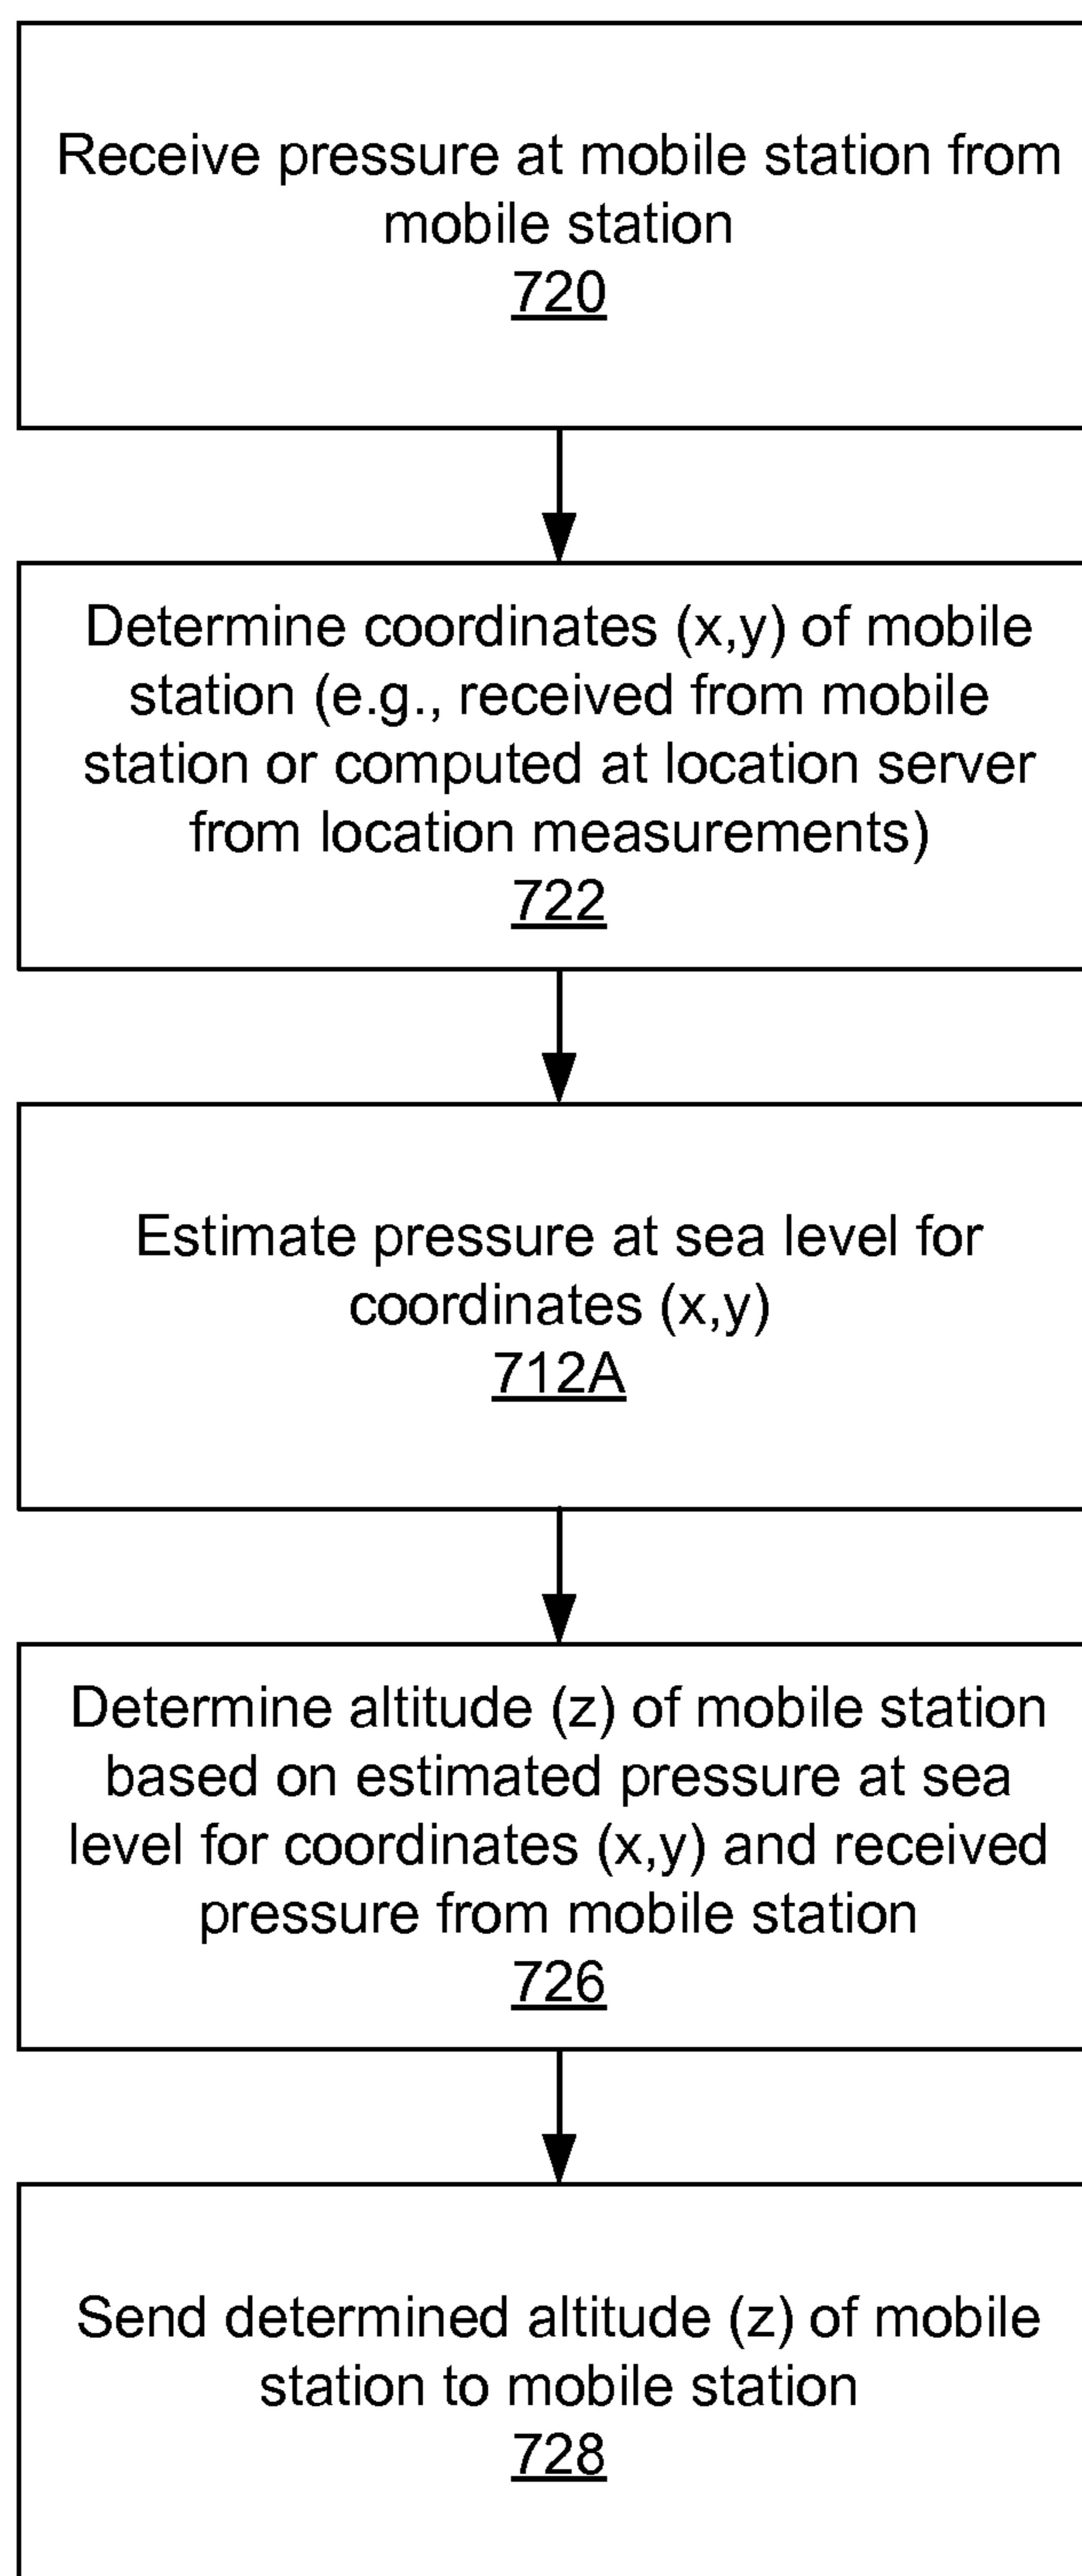 Receive pressure at mobile station from
mobile station
720
Determine coordinates (x,y) of mobile
station (e.g., received from mobile
station or computed at location server
from location measurements)
722
Estimate pressure at sea level for
coordinates (x,y)
712A
Determine altitude (z) of mobile station
based on estimated pressure at sea
level for coordinates (x,y) and received
pressure from mobile station
726
Send determined altitude (z) of mobile
station to mobile station
728